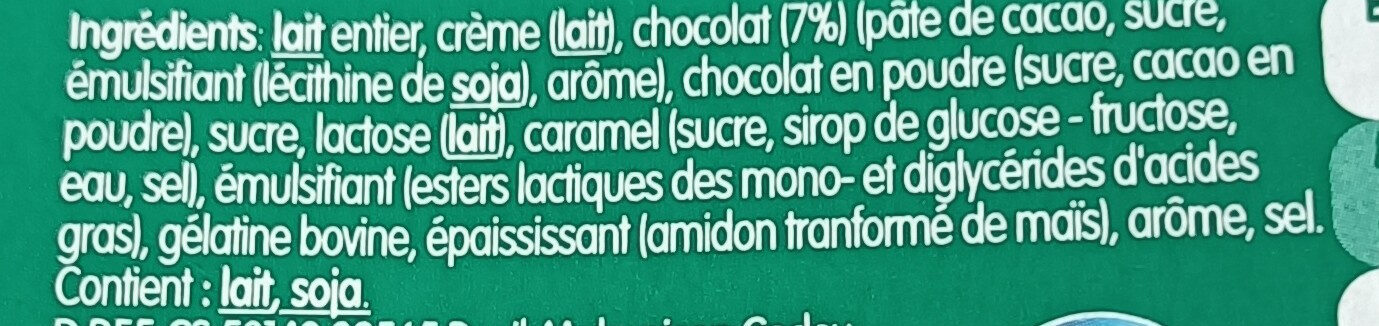 Ingrédients: lait entier, crème (lait), chocolat (7%) (pâte de cacao, sucre,
émulsifiant (lécithine de soja), arôme), chocolat en poudre (sucre, cacao en
poudre), sucre, lactose (lait), caramel (sucre, sirop de glucose - fructose,
eau, sel), émulsifiant (esters lactiques des mono- et diglycérides d'acides
gras), gélatine bovine, épaississant (amidon tranformé de maïs), arôme, sel.
Contient : lait, soja.